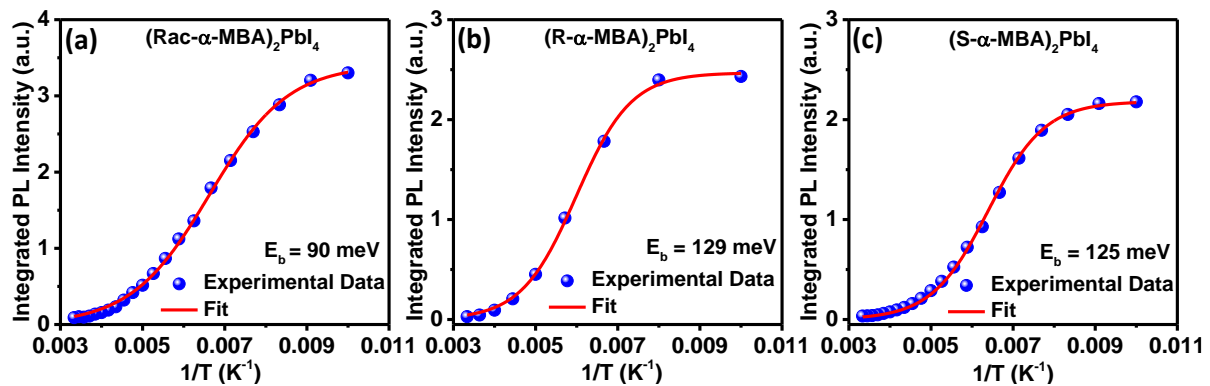 (a)
(Rac-α-MBA)₂PbI₄
Integrated PL Intensity (a.u.)
4
3
2
1
0
E_b = 90 meV
Experimental Data
Fit
0.003 0.005 0.007 0.009 0.011
1/T (K⁻¹)
(b)
(R-α-MBA)₂PbI₄
Integrated PL Intensity (a.u.)
3
2
1
0
E_b = 129 meV
Experimental Data
Fit
0.003 0.005 0.007 0.009 0.011
1/T (K⁻¹)
(c)
(S-α-MBA)₂PbI₄
Integrated PL Intensity (a.u.)
3
2
1
0
E_b = 125 meV
Experimental Data
Fit
0.003 0.005 0.007 0.009 0.011
1/T (K⁻¹)